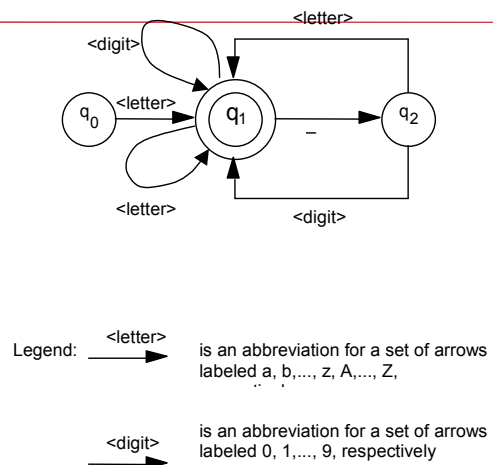 <letter>
<digit>
q0
<letter>
q1
_
q2
<letter>
<digit>
Legend:
<letter>
is an abbreviation for a set of arrows
labeled a, b,..., z, A,..., Z,
<digit>
is an abbreviation for a set of arrows
labeled 0, 1,..., 9, respectively